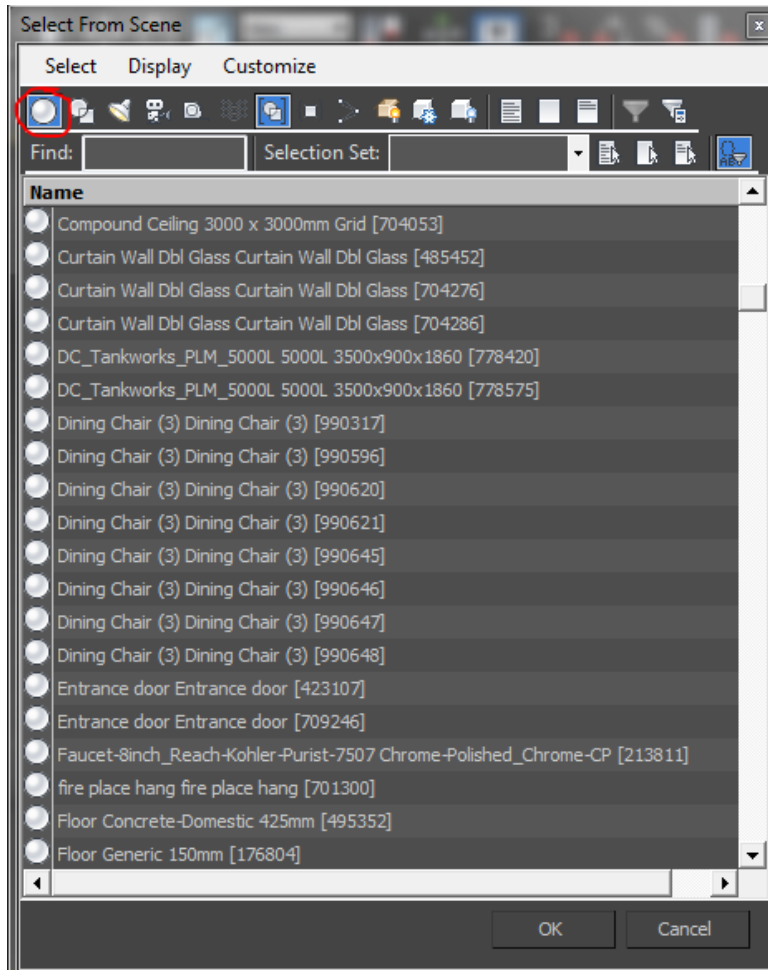 Select From Scene
Select Display Customize
Find: Selection Set:
Name
Compound Ceiling 3000 x 3000mm Grid [704053]
Curtain Wall Dbl Glass Curtain Wall Dbl Glass [485452]
Curtain Wall Dbl Glass Curtain Wall Dbl Glass [704276]
Curtain Wall Dbl Glass Curtain Wall Dbl Glass [704286]
DC_Tankworks_PLM_5000L 5000L 3500x900x1860 [778420]
DC_Tankworks_PLM_5000L 5000L 3500x900x1860 [778575]
Dining Chair (3) Dining Chair (3) [990317]
Dining Chair (3) Dining Chair (3) [990596]
Dining Chair (3) Dining Chair (3) [990620]
Dining Chair (3) Dining Chair (3) [990621]
Dining Chair (3) Dining Chair (3) [990645]
Dining Chair (3) Dining Chair (3) [990646]
Dining Chair (3) Dining Chair (3) [990647]
Dining Chair (3) Dining Chair (3) [990648]
Entrance door Entrance door [423107]
Entrance door Entrance door [709246]
Faucet-8inch_Reach-Kohler-Purist-7507 Chrome-Polished_Chrome-CP [213811]
fire place hang fire place hang [701300]
Floor Concrete-Domestic 425mm [495352]
Floor Generic 150mm [176804]
OK Cancel